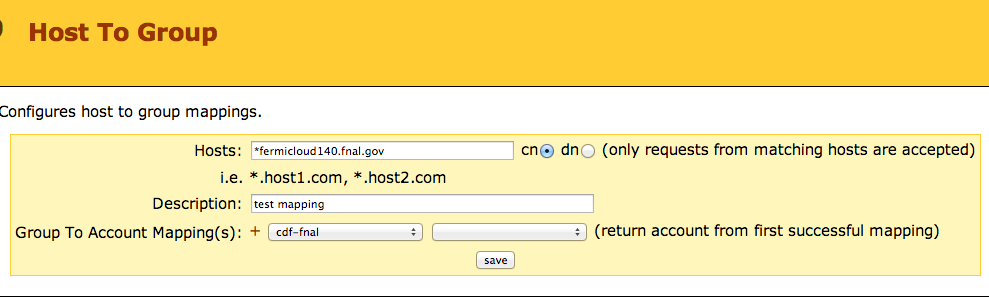 Host To Group
Configures host to group mappings.
Hosts: *fermicloud140.fnal.gov cn dn (only requests from matching hosts are accepted)
i.e. *.host1.com, *.host2.com
Description: test mapping
Group To Account Mapping(s): + cdf-fnal (return account from first successful mapping)
save